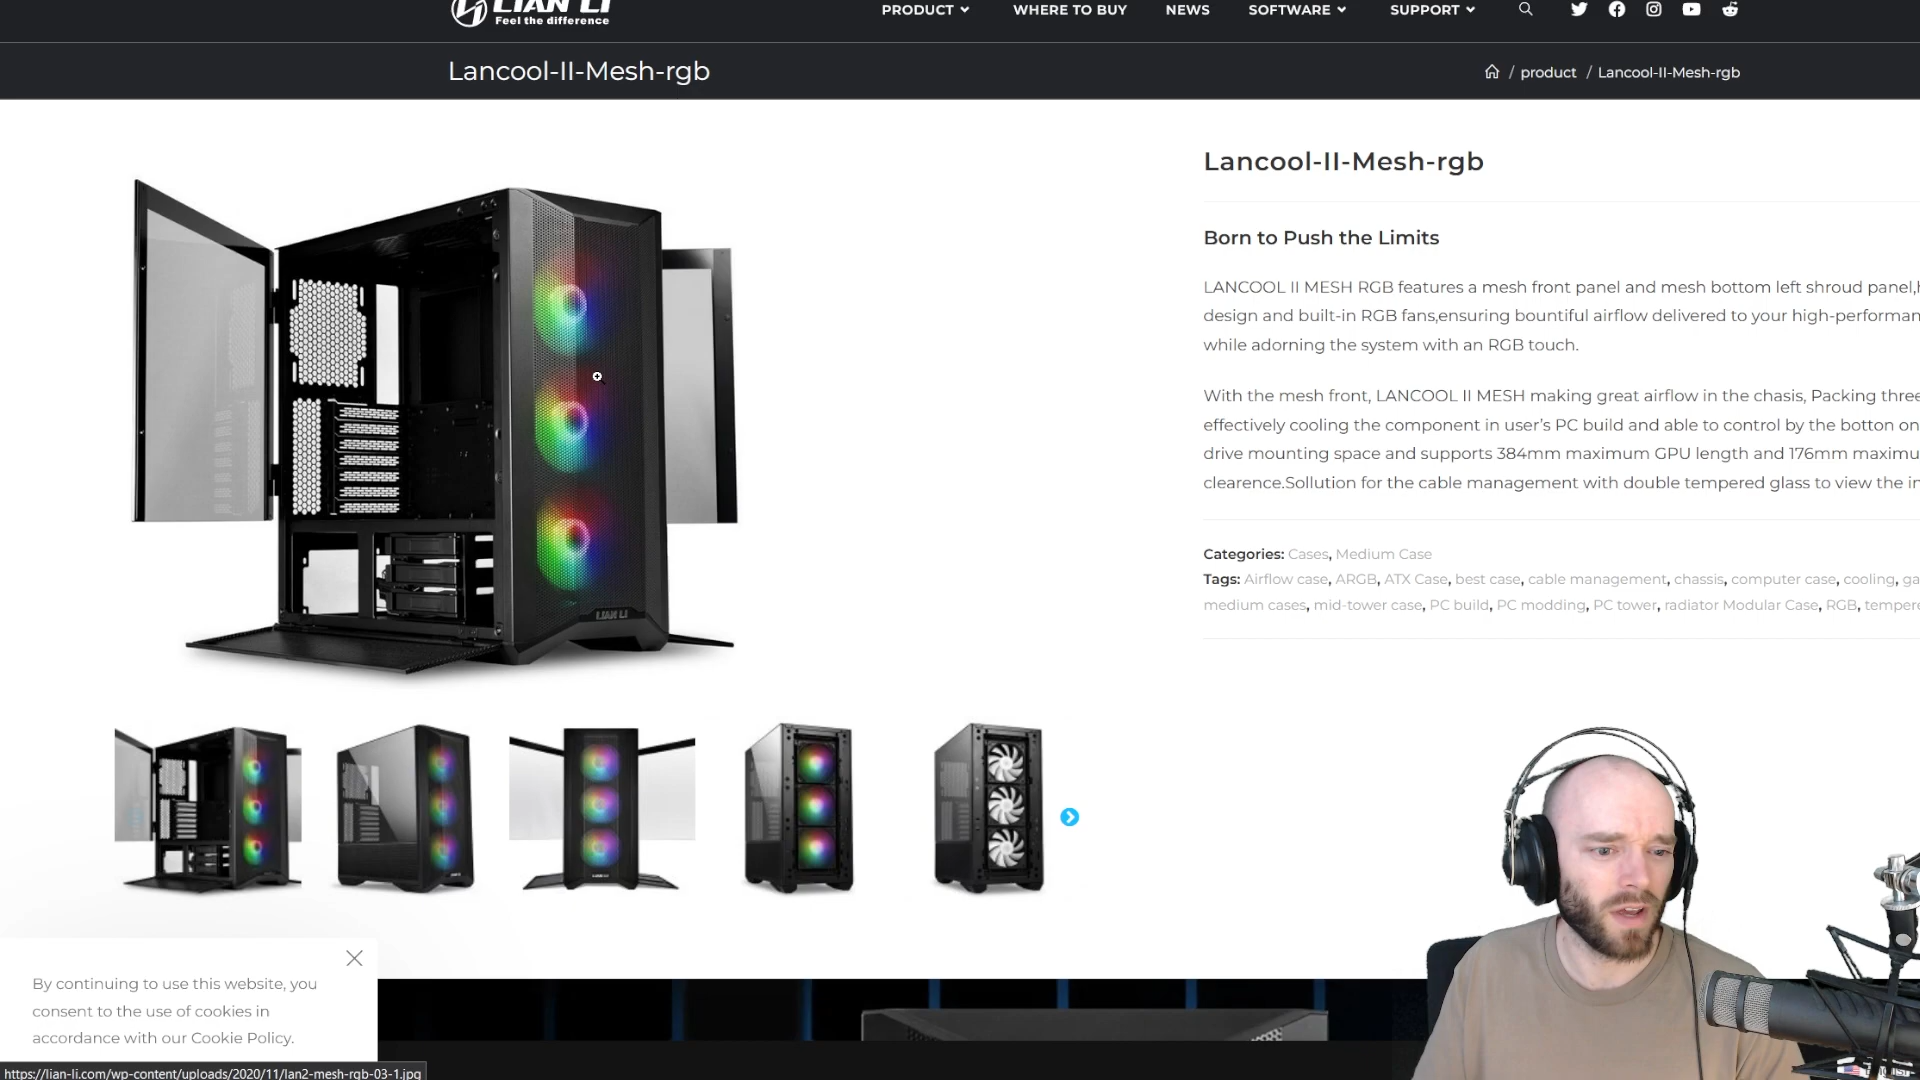 LIAN LI
Feel the difference
PRODUCT
WHERE TO BUY
NEWS
SOFTWARE
SUPPORT
Lancool-II-Mesh-rgb
/ product / Lancool-II-Mesh-rgb
Lancool-II-Mesh-rgb
Born to Push the Limits
LANCOOL II MESH RGB features a mesh front panel and mesh bottom left shroud panel,
design and built-in RGB fans,ensuring bountiful airflow delivered to your
while adorning the system with an RGB touch.
With the mesh front, LANCOOL II MESH making great airflow in the chasis, Packing three
effectively cooling the component in user's PC build and able to control by the botton on
drive mounting space and supports 384mm maximum GPU length and 176mm
clearence.Sollution for the cable management with double tempered glass to view the
Categories: Cases, Medium Case
Tags: Airflow case, ARGB, ATX Case, best case, cable management, chassis, computer case, cooling,
medium cases, mid-tower case, PC build, PC modding, PC tower, radiator Modular Case, RGB,
LIAN LI
By continuing to use this website, you
consent to the use of cookies in
accordance with our Cookie Policy.
https://lian-li.com/wp-content/uploads/2020/11/lan2-mesh-rgb-03-1.jpg